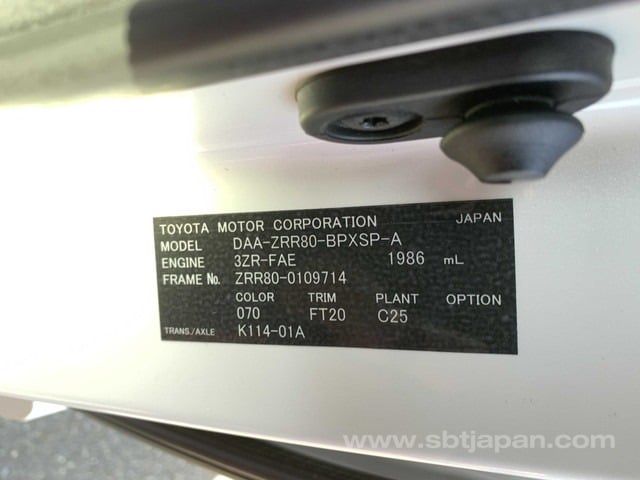 TOYOTA MOTOR CORPORATION JAPAN
MODEL DAA-ZRR80-BPXSP-A
ENGINE 3ZR-FAE 1986 mL
FRAME No. ZRR80-0109714
COLOR TRIM PLANT OPTION
070 FT20 C25
TRANS./AXLE K114-01A
www.sbtjapan.com